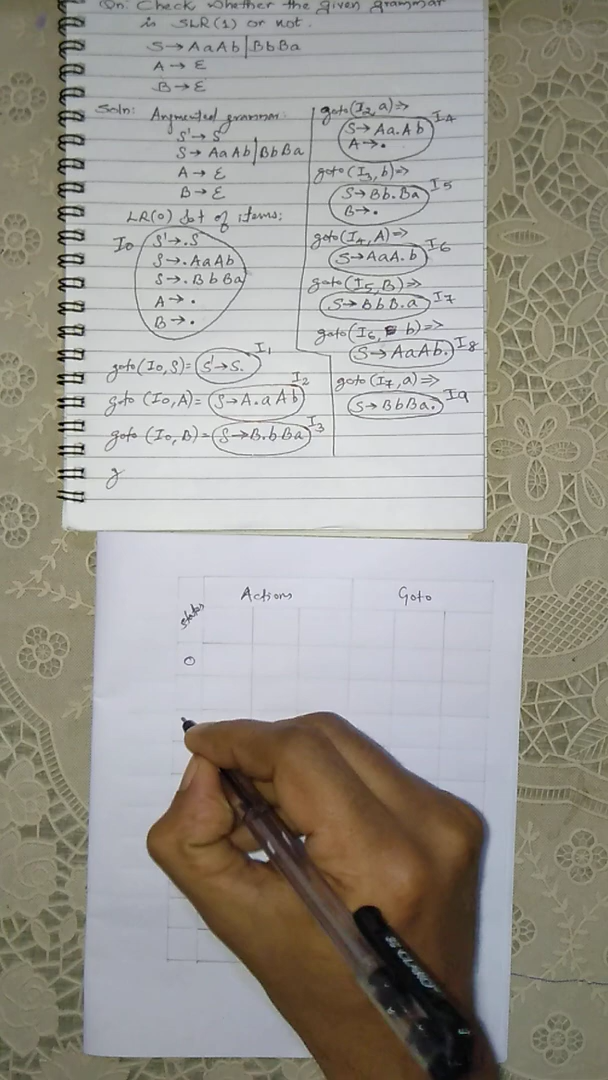 Qn: Check whether the given grammar
is SLR(1) or not.
S → AaAb | BbBa
A → ε
B → ε
Soln: Augmented grammar:
S' → S
S → AaAb | BbBa
A → ε
B → ε
LR(0) set of items:
I0
S' → .S
S → .AaAb
S → .BbBa
A → .
B → .
goto(I0, S) = S' → S. I1
goto (I0, A) = S → A.aAb I2
goto (I0, B) = S → B.bBa I3
g
goto(I2, a) =>
S → Aa.Ab I4
A → .
goto(I3, b) =>
S → Bb.Ba I5
B → .
goto(I4, A) =>
S → AaA.b I6
goto(I5, B) =>
S → BbB.a I7
goto(I6, b) =>
S → AaAb. I8
goto(I7, a) =>
S → BbBa. I9
States Actions Goto
0